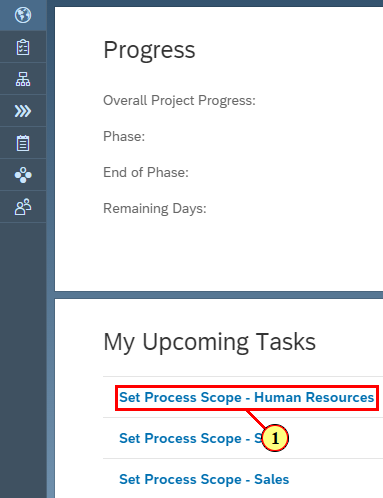 Progress
Overall Project Progress:
Phase:
End of Phase:
Remaining Days:
My Upcoming Tasks
Set Process Scope - Human Resources
Set Process Scope -
1
Set Process Scope - Sales